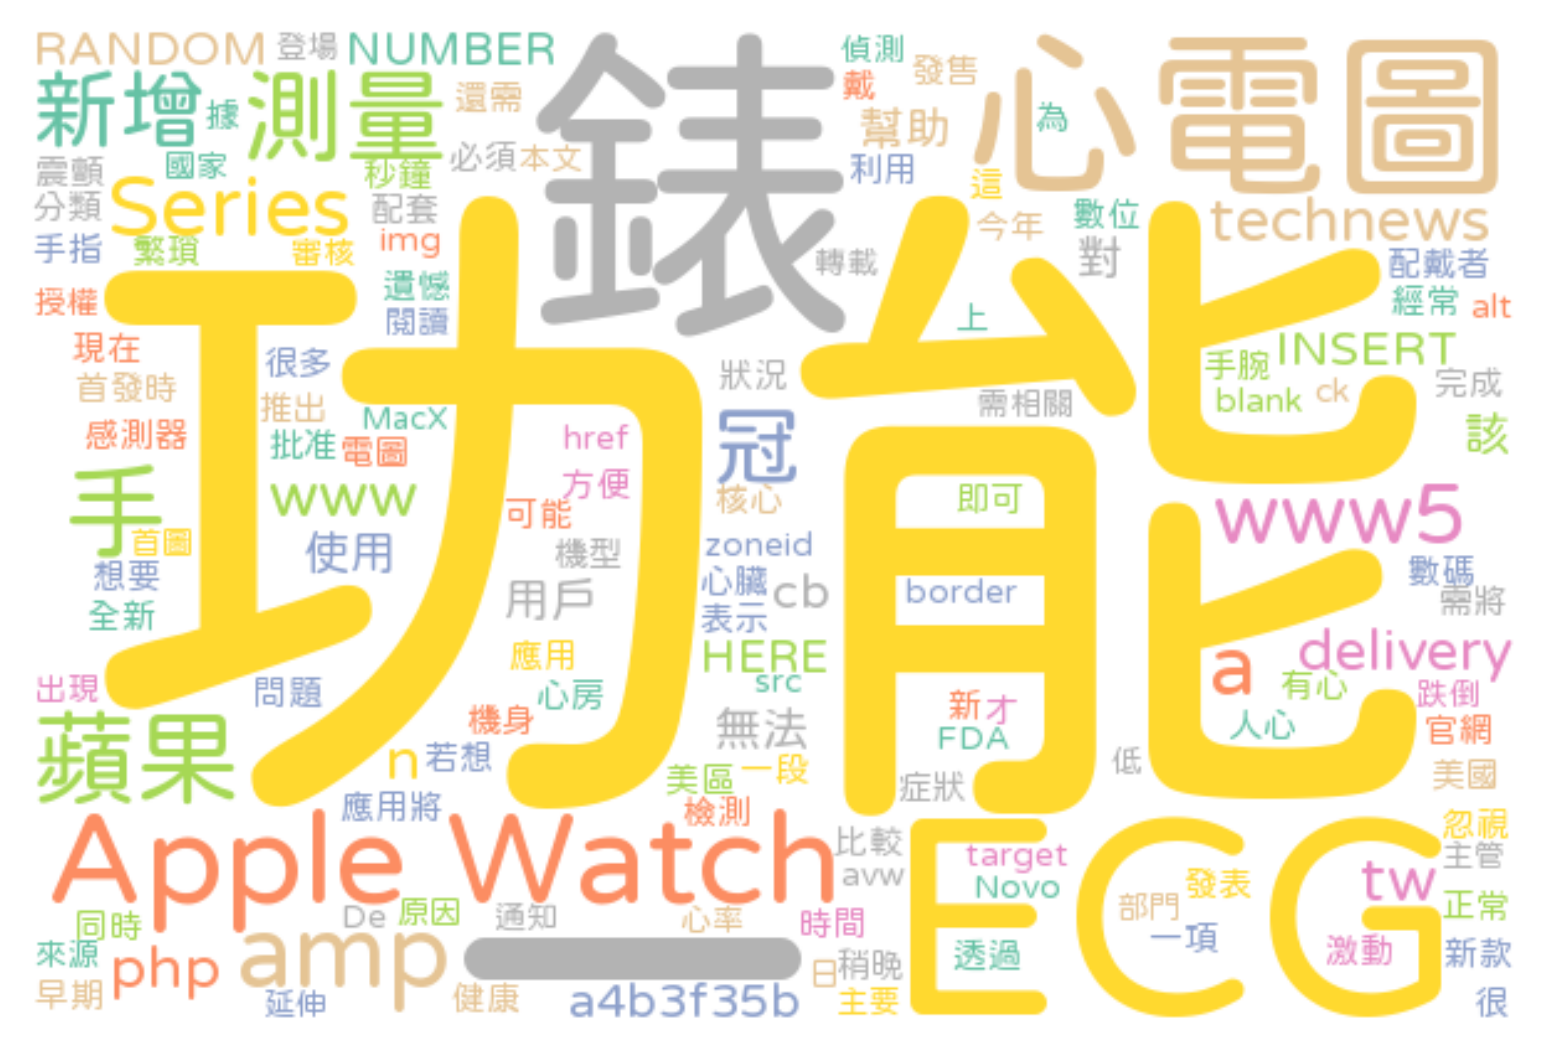 RANDOM 登場 NUMBER
錶
偵測
發售
心電圖
新增
據
測量
還需
戴
幫助
為
必須
本文
利用
震顫
國家
秒鐘
這
分類
Series
配套
今年
數位
technews
手指
繁瑣
審核
img
轉載
對
配戴者
授權
遺憾
閱讀
上
經常
alt
功能
現在
很多
狀況
手腕
INSERT
首發時
推出
MacX
需相關
blank
ck
完成
感測器
批准
電圖
href
冠
該
手
www
方便
核心
即可
www5
首圖
使用
可能
機型
zoneid
想要
心臟
cb
border
數碼
需將
全新
用戶
表示
應用
HERE
a
delivery
出現
問題
心房
src
有心
跌倒
蘋果
機身
無法
新
才
人心
官網
n
若想
FDA
低
美區
一段
症狀
美國
應用將
檢測
Apple Watch
比較
ECG
忽視
avw
target
主管
Novo
發表
tw
同時
De
原因
通知
心率
時間
部門
正常
一項
來源
php
amp
一
日
稍晚
透過
激動
新款
早期
延伸
健康
a4b3f35b
主要
很